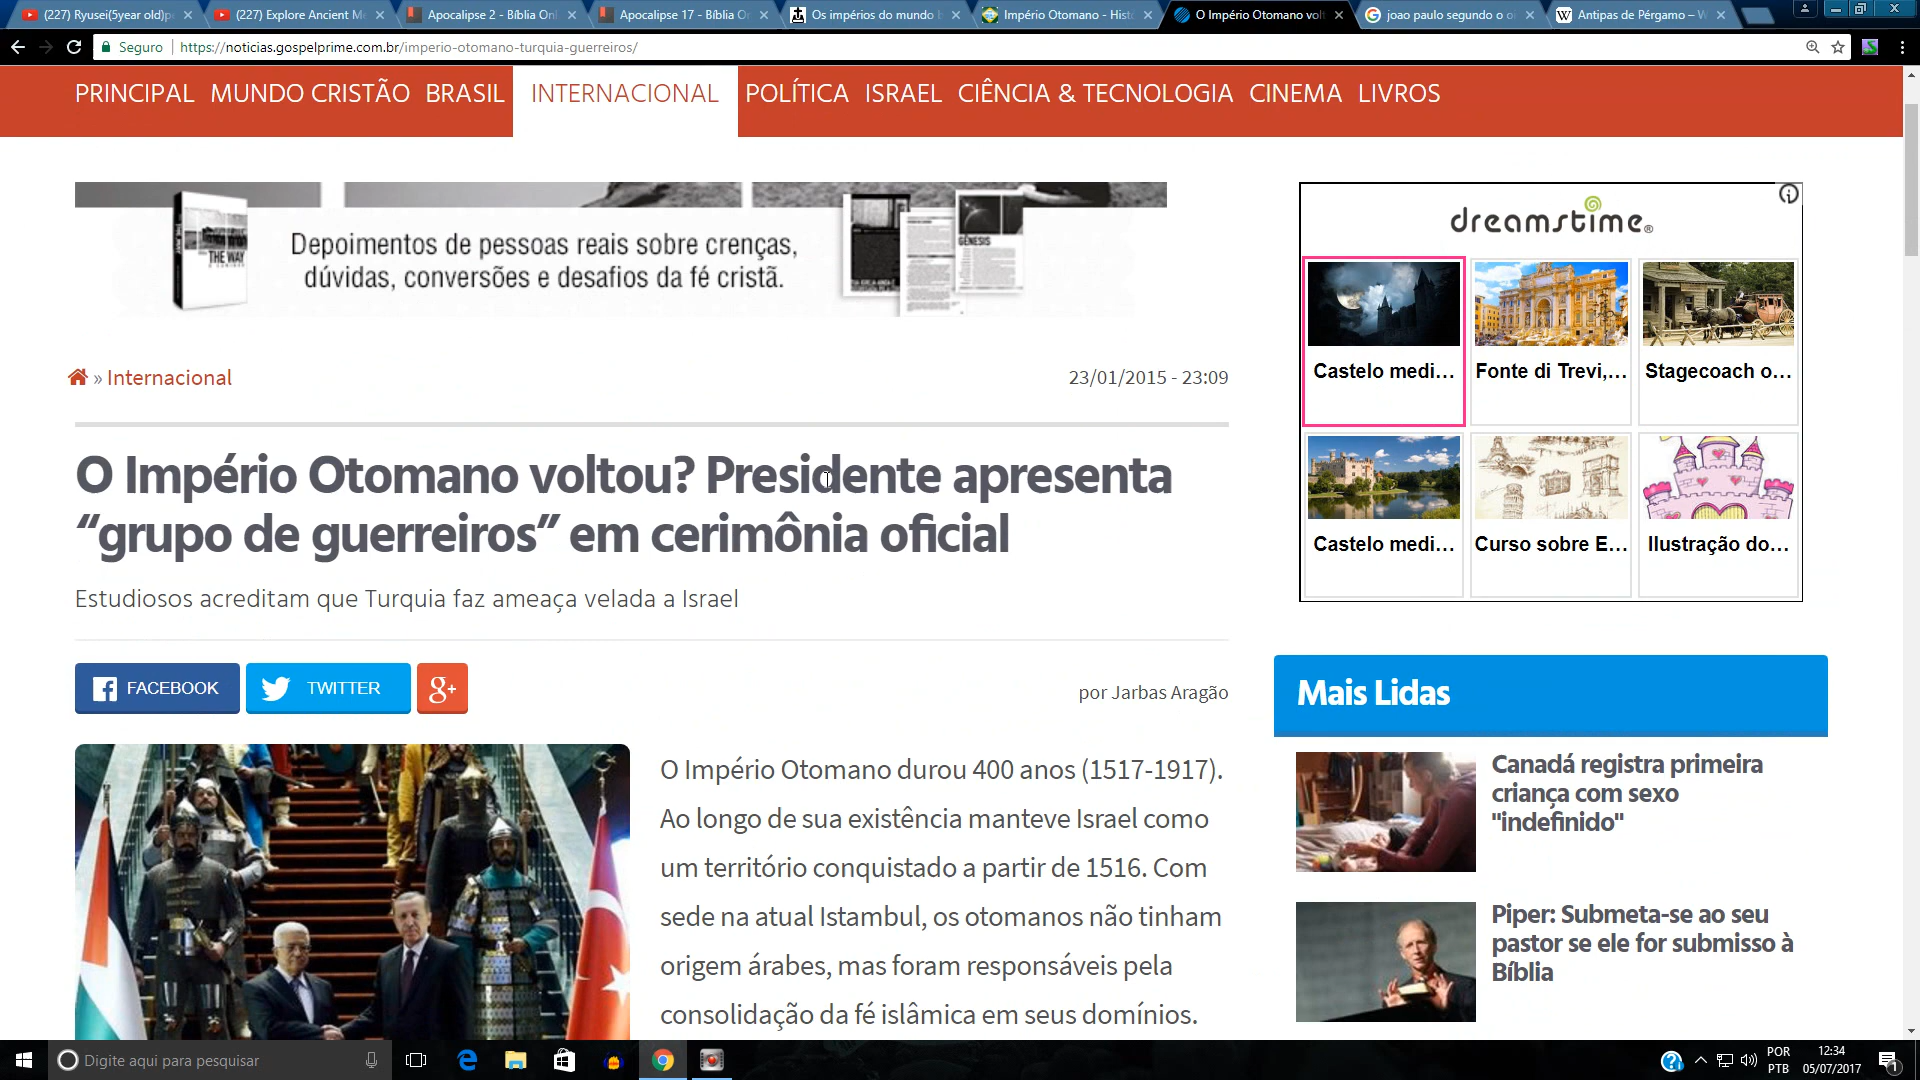 (227) Ryusei(5year old)
(227) Explore Ancient M
Apocalipse 2 - Bíblia Onl
Apocalipse 17 - Bíblia O
Os impérios do mundo b
Império Otomano - Hist
O Império Otomano volt
joao paulo segundo o
Antipas de Pérgamo – W
Seguro
https://noticias.gospelprime.com.br/imperio-otomano-turquia-guerreiros/
PRINCIPAL MUNDO CRISTÃO BRASIL INTERNACIONAL POLÍTICA ISRAEL CIÊNCIA & TECNOLOGIA CINEMA LIVROS
THE WAY
Depoimentos de pessoas reais sobre crenças,
dúvidas, conversões e desafios da fé cristã.
GÊNESIS
» Internacional
23/01/2015 - 23:09
O Império Otomano voltou? Presidente apresenta
“grupo de guerreiros” em cerimônia oficial
Estudiosos acreditam que Turquia faz ameaça velada a Israel
FACEBOOK
TWITTER
g+
por Jarbas Aragão
O Império Otomano durou 400 anos (1517-1917).
Ao longo de sua existência manteve Israel como
um território conquistado a partir de 1516. Com
sede na atual Istambul, os otomanos não tinham
origem árabes, mas foram responsáveis pela
consolidação da fé islâmica em seus domínios.
dreamstime®
Castelo medi...
Fonte di Trevi,...
Stagecoach o...
Castelo medi...
Curso sobre E...
Ilustração do...
Mais Lidas
Canadá registra primeira
criança com sexo
"indefinido"
Piper: Submeta-se ao seu
pastor se ele for submisso à
Bíblia
Digite aqui para pesquisar
POR
PTB
12:34
05/07/2017
1